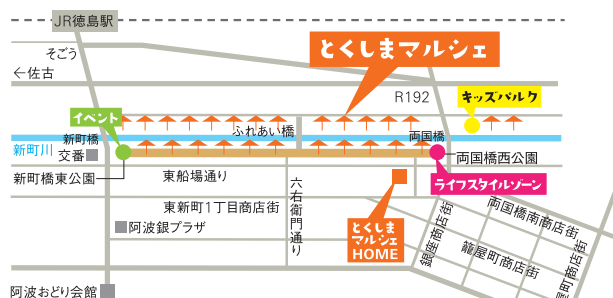 JR徳島駅
そごう
←佐古
とくしまマルシェ
R192
キッズパルク
イベント
ふれあい橋
両国橋
新町橋
新町川
交番
両国橋西公園
新町橋東公園
東船場通り
ライフスタイルゾーン
六右衛門通り
東新町1丁目商店街
とくしま
マルシェ
HOME
阿波銀プラザ
銀座商店街
両国橋南商店街
籠屋町商店街
屋町商店街
阿波おどり会館